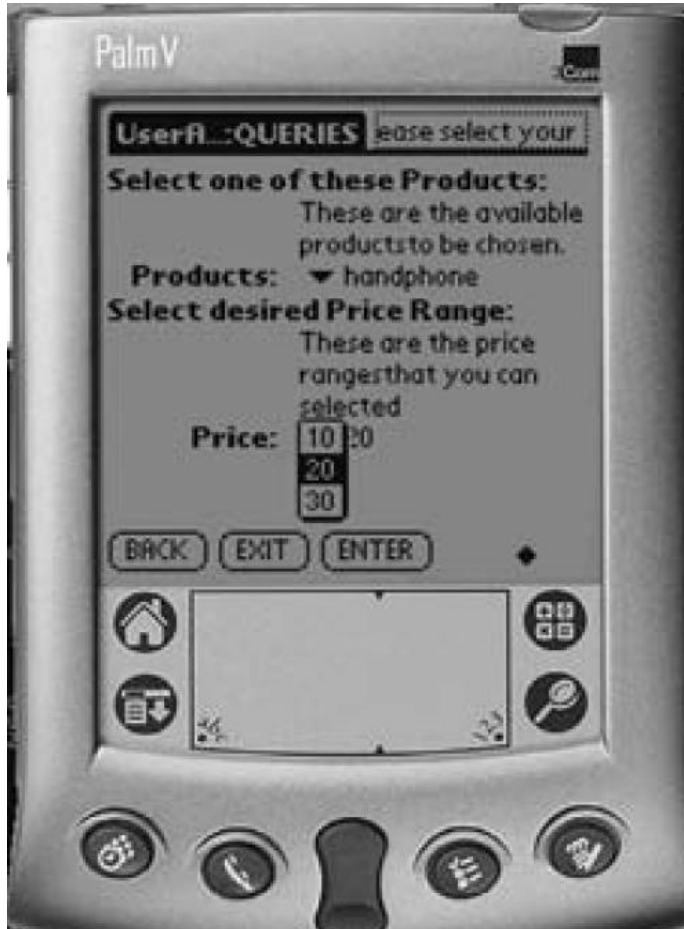 PalmV
3Com
UserA...:QUERIES ease select your
Select one of these Products:
These are the available
productsto be chosen.
Products: handphone
Select desired Price Range:
These are the price
rangesthat you can
selected
Price: 10 20
20
30
BACK EXIT ENTER